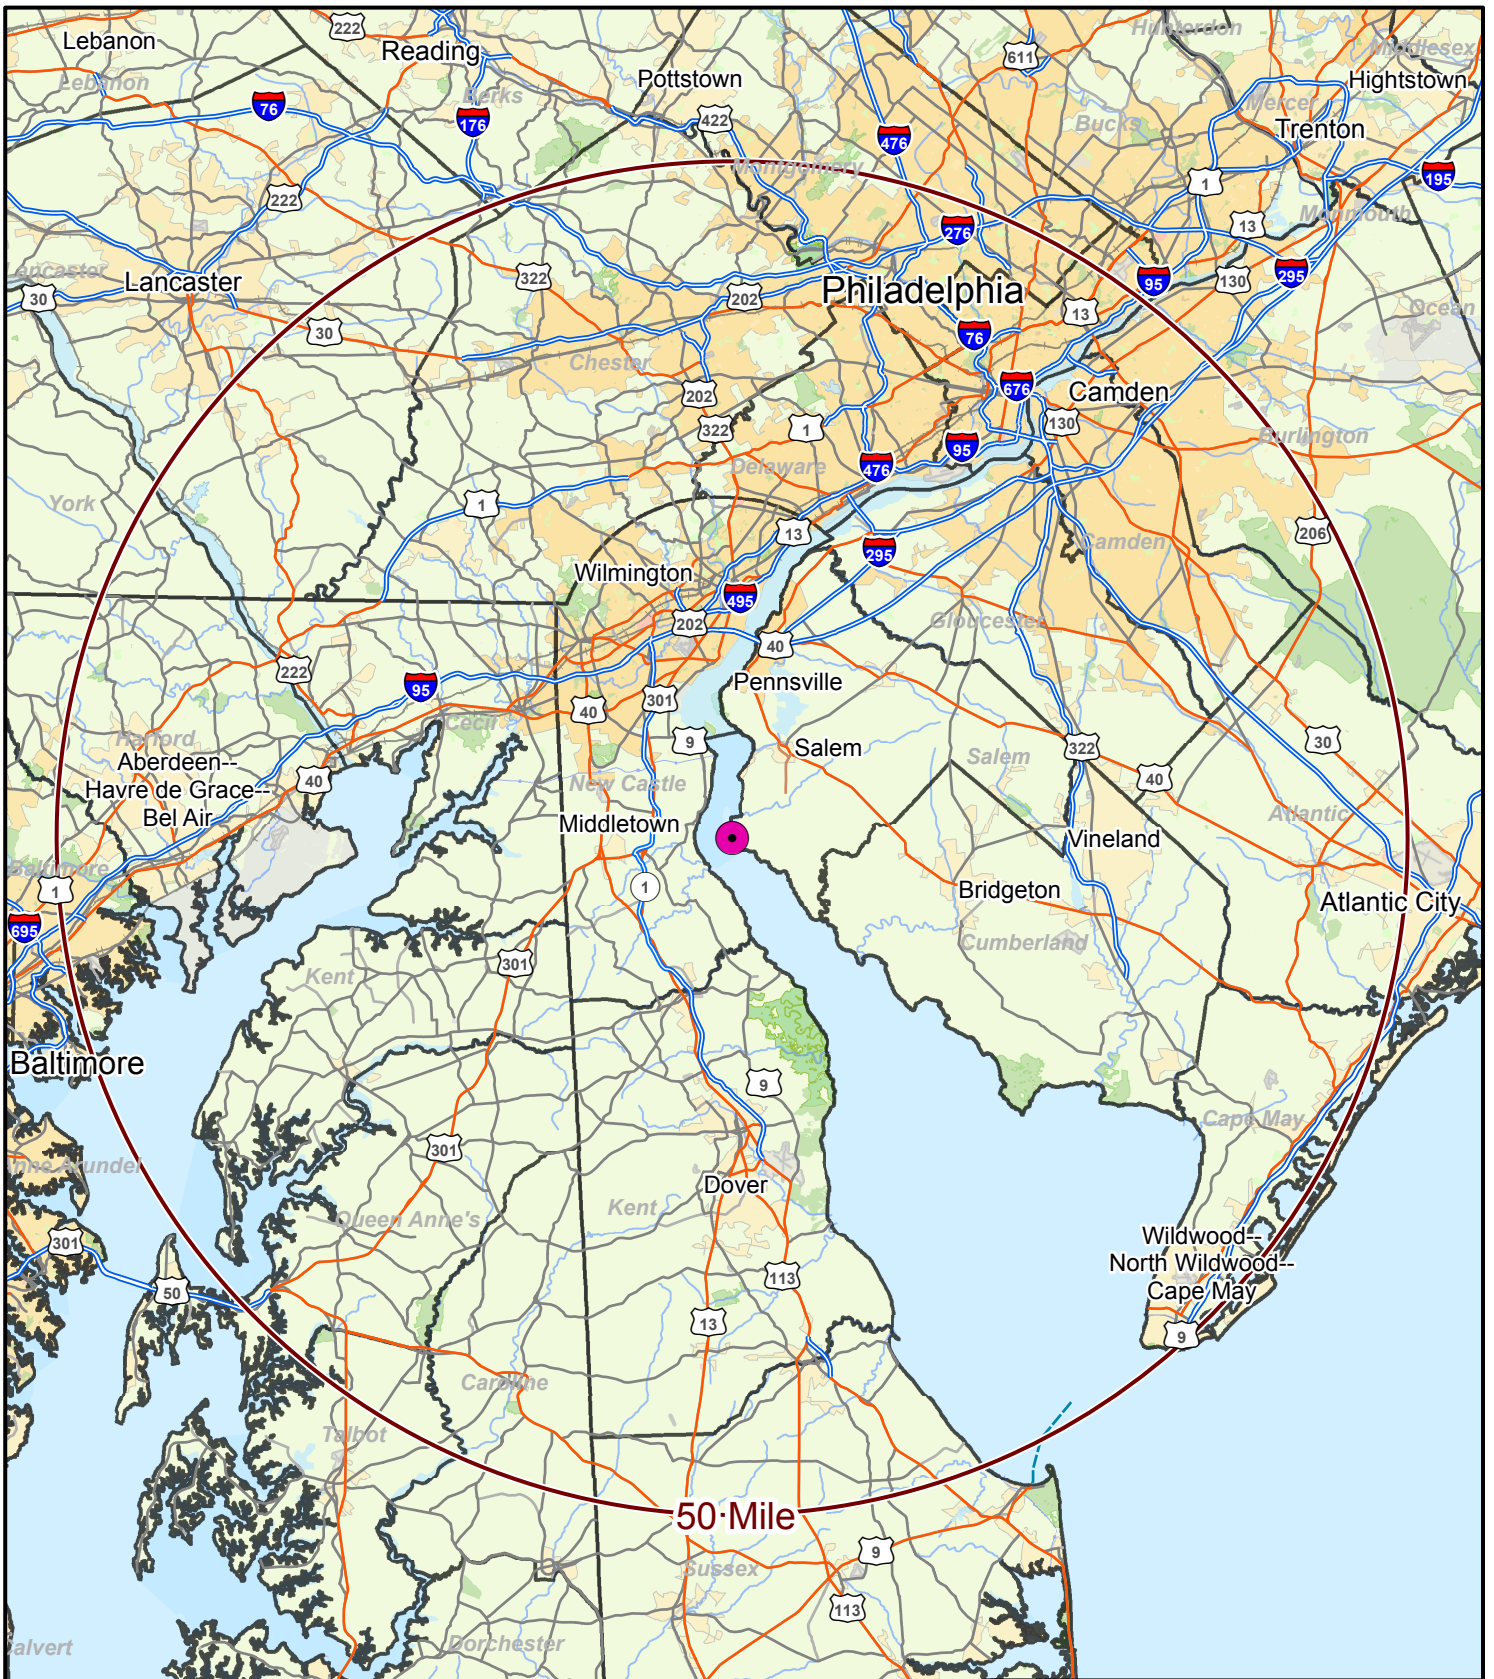 222
Lebanon
Reading
Hunterdon
Middlesex
611
Lebanon
Pottstown
Hightstown
Berks
76
Mercer
176
422
Bucks
Trenton
476
Montgomery
195
1
222
Monmouth
13
276
Lancaster
322
95
295
Lancaster
130
30
202
Philadelphia
Ocean
13
30
76
Chester
676
Camden
202
130
322
1
Burlington
95
Delaware
476
York
1
206
13
Camden
295
Wilmington
495
202
Gloucester
40
222
Pennsville
95
301
40
Cecil
Harford
9
Salem
322
30
Aberdeen--
Havre de Grace--
Bel Air
Salem
40
40
New Castle
Atlantic
Middletown
Vineland
Baltimore
1
1
Bridgeton
Atlantic City
695
Cumberland
301
Kent
Baltimore
9
Cape May
301
nne Arundel
Dover
Kent
Queen Anne's
301
Wildwood--
North Wildwood--
Cape May
113
50
13
9
Caroline
Talbot
50 Mile
9
Sussex
113
alvert
Dorchester